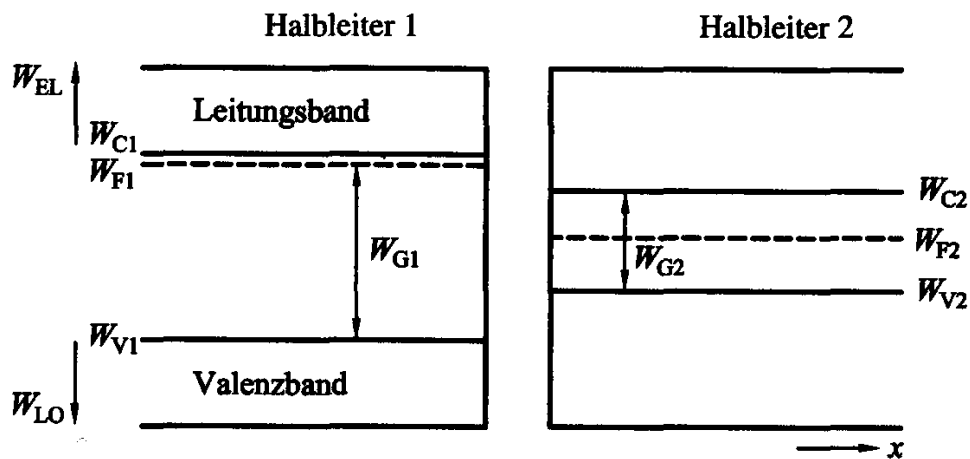 Halbleiter 1
Halbleiter 2
W_EL
Leitungsband
W_C1
W_F1
W_G1
W_V1
Valenzband
W_LO
W_C2
W_F2
W_G2
W_V2
x